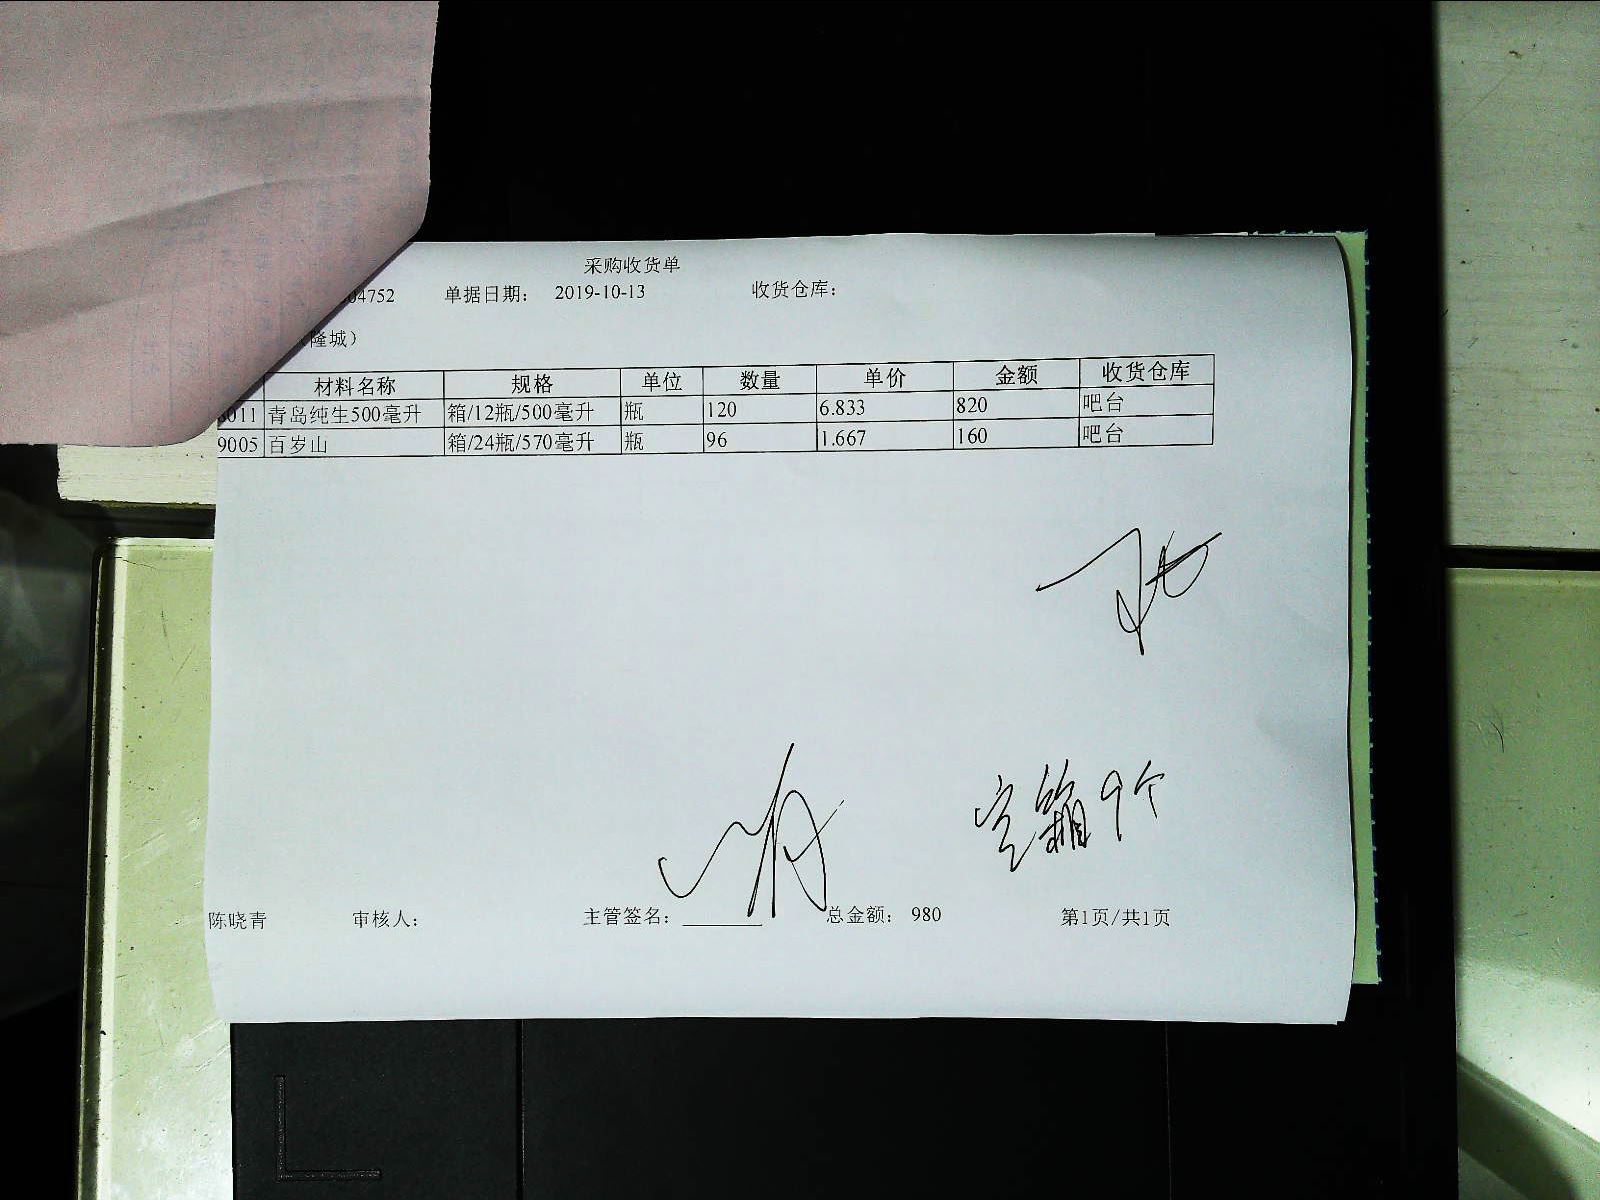 采购收货单
04752 单据日期： 2019-10-13 收货仓库：
隆城）
材料名称 规格 单位 数量 单价 金额 收货仓库
011 青岛纯生500毫升 箱/12瓶/500毫升 瓶 120 6.833 820 吧台
9005 百岁山 箱/24瓶/570毫升 瓶 96 1.667 160 吧台
空箱9个
陈晓青 审核人： 主管签名： 总金额： 980 第1页/共1页